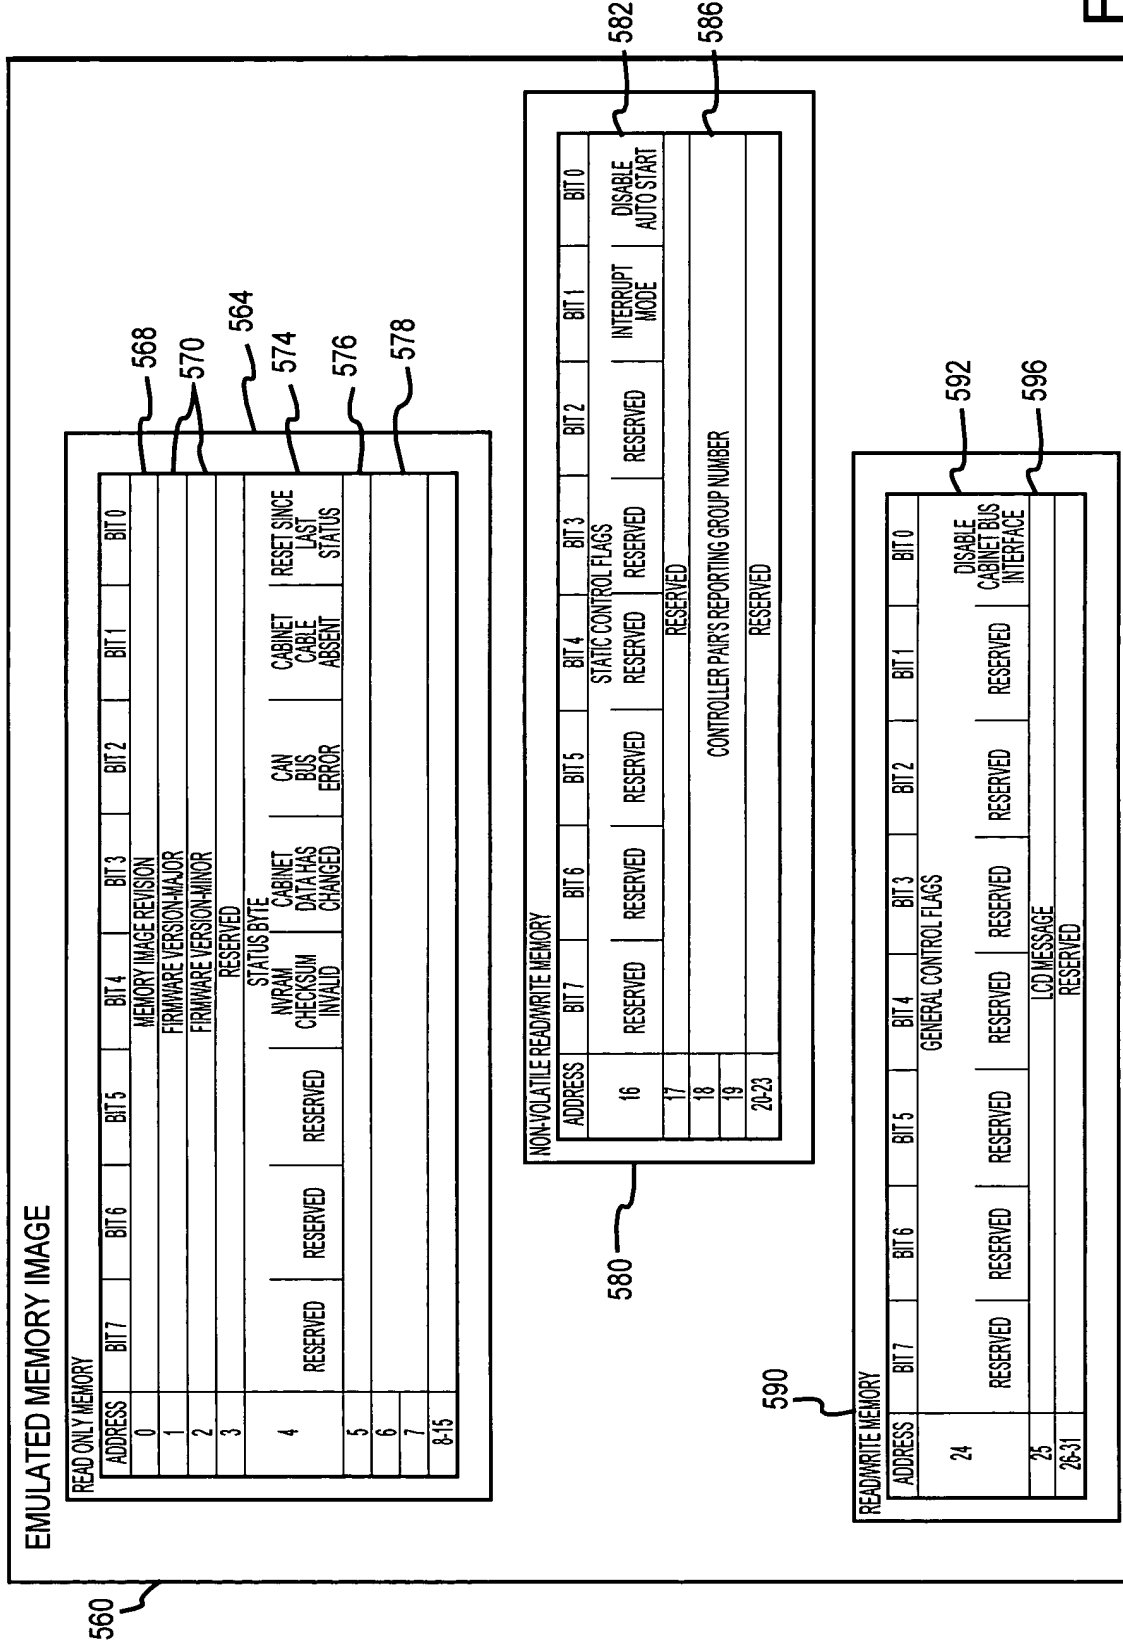 EMULATED MEMORY IMAGE
560
READ ONLY MEMORY
ADDRESS BIT 7 BIT 6 BIT 5 BIT 4 BIT 3 BIT 2 BIT 1 BIT 0
0 MEMORY IMAGE REVISION
568
1 FIRMWARE VERSION-MAJOR
570
2 FIRMWARE VERSION-MINOR
3 RESERVED
564
STATUS BYTE
4 RESERVED RESERVED RESERVED NVRAM CHECKSUM INVALID CABINET DATA HAS CHANGED CAN BUS ERROR CABINET CABLE ABSENT RESET SINCE LAST STATUS
574
5
576
6
7
578
8-15
580
NON-VOLATILE READ/WRITE MEMORY
ADDRESS BIT 7 BIT 6 BIT 5 BIT 4 BIT 3 BIT 2 BIT 1 BIT 0
STATIC CONTROL FLAGS
16 RESERVED RESERVED RESERVED RESERVED RESERVED RESERVED INTERRUPT MODE DISABLE AUTO START
582
17 RESERVED
18
19 CONTROLLER PAIR'S REPORTING GROUP NUMBER
586
20-23 RESERVED
590
READ/WRITE MEMORY
ADDRESS BIT 7 BIT 6 BIT 5 BIT 4 BIT 3 BIT 2 BIT 1 BIT 0
GENERAL CONTROL FLAGS
24 RESERVED RESERVED RESERVED RESERVED RESERVED RESERVED RESERVED DISABLE CABINET BUS INTERFACE
592
25 LCD MESSAGE
596
26-31 RESERVED